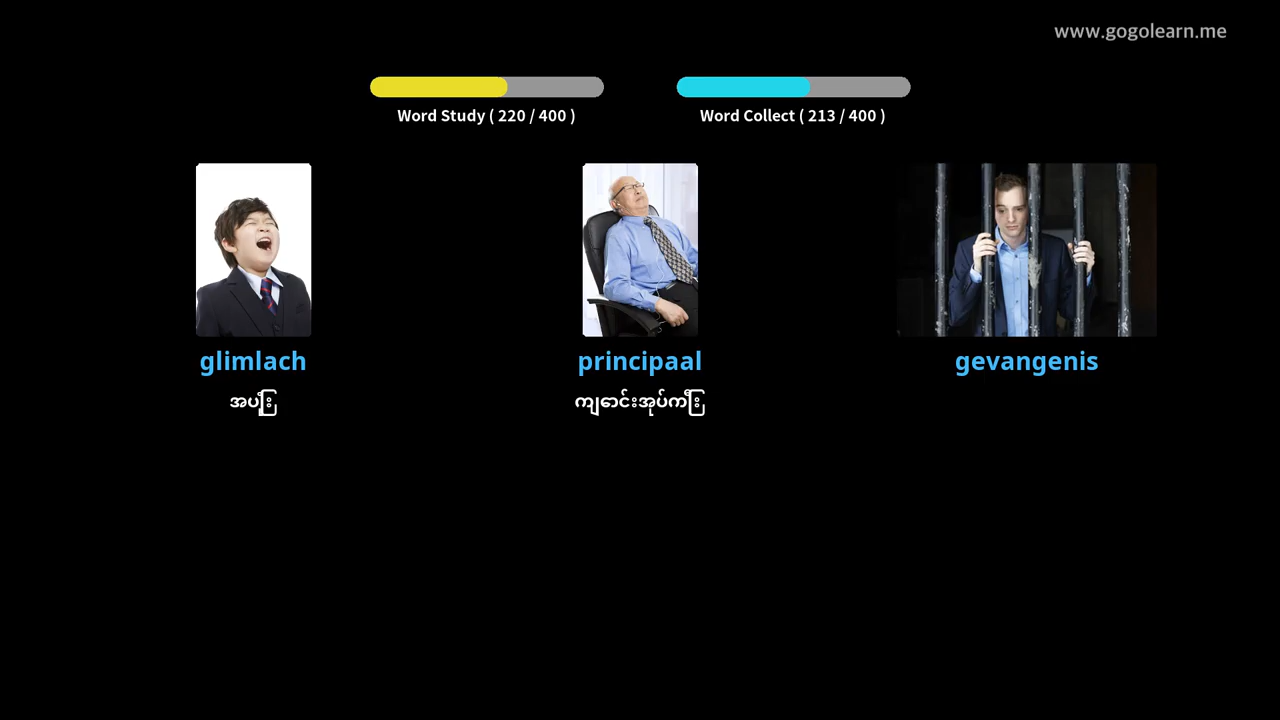 www.gogolearn.me
Word Study ( 220 / 400 )
Word Collect ( 213 / 400 )
glimlach
principaal
gevangenis
အပြုံး
ကျောင်းအုပ်ကြီး